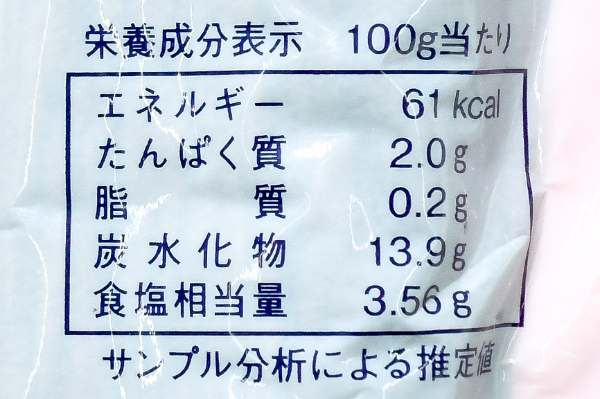 栄養成分表示 100g当たり
エネルギー 61kcal
たんぱく質 2.0g
脂質 0.2g
炭水化物 13.9g
食塩相当量 3.56g
サンプル分析による推定値